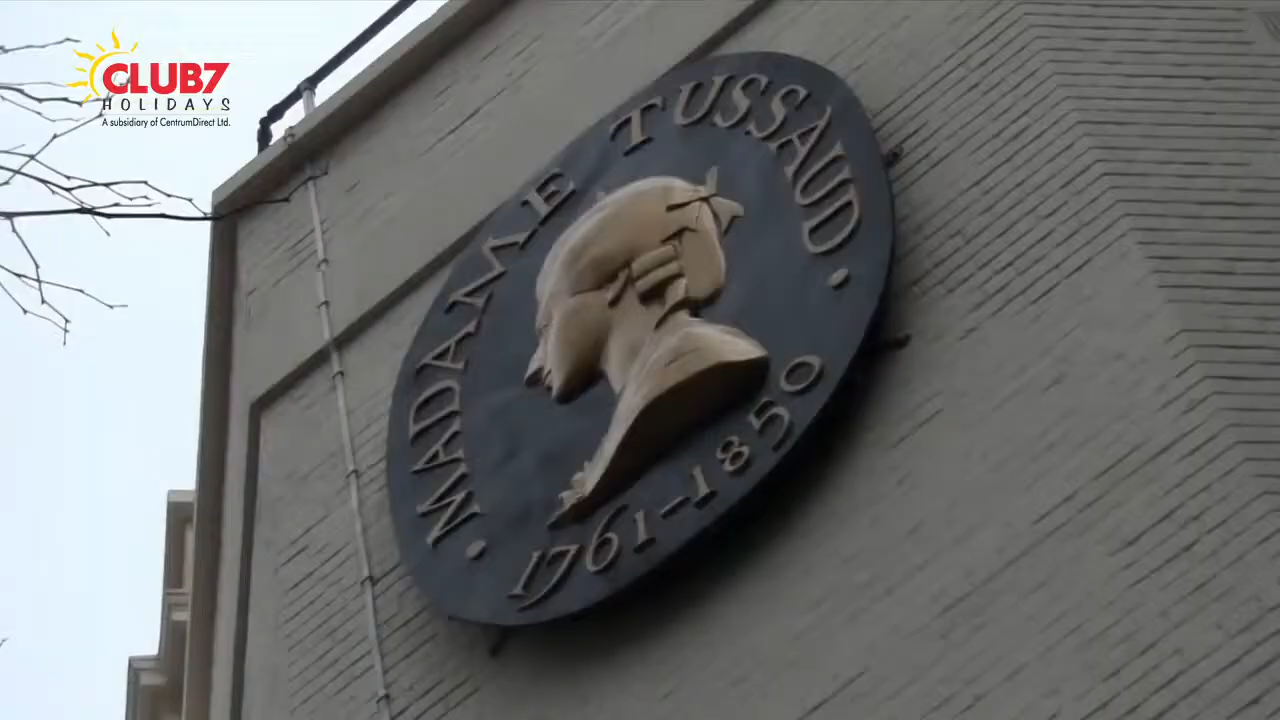 CLUB7
HOLIDAYS
A subsidiary of CentrumDirect Ltd.
· MADAME TUSSAUD ·
1761-1850